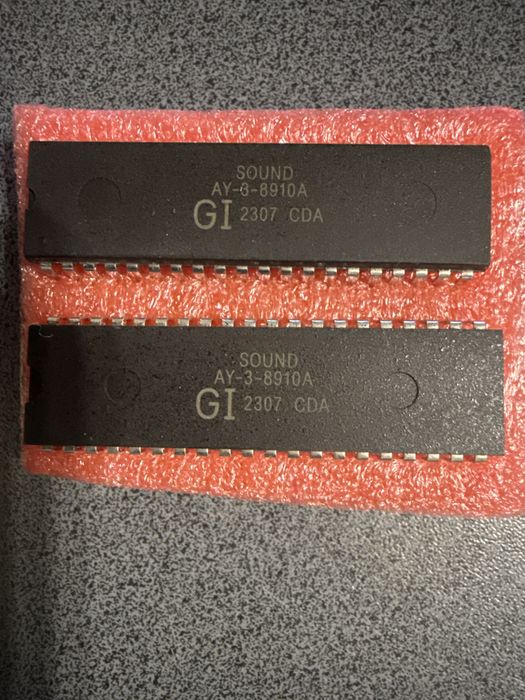 SOUND
AY-3-8910A
GI 2307 CDA
SOUND
AY-3-8910A
GI 2307 CDA